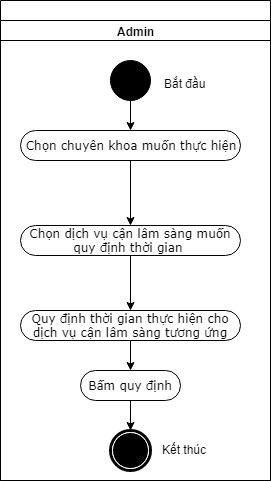 Admin
Bắt đầu
Chọn chuyên khoa muốn thực hiện
Chọn dịch vụ cận lâm sàng muốn
quy định thời gian
Quy định thời gian thực hiện cho
dịch vụ cận lâm sàng tương ứng
Bấm quy định
Kết thúc